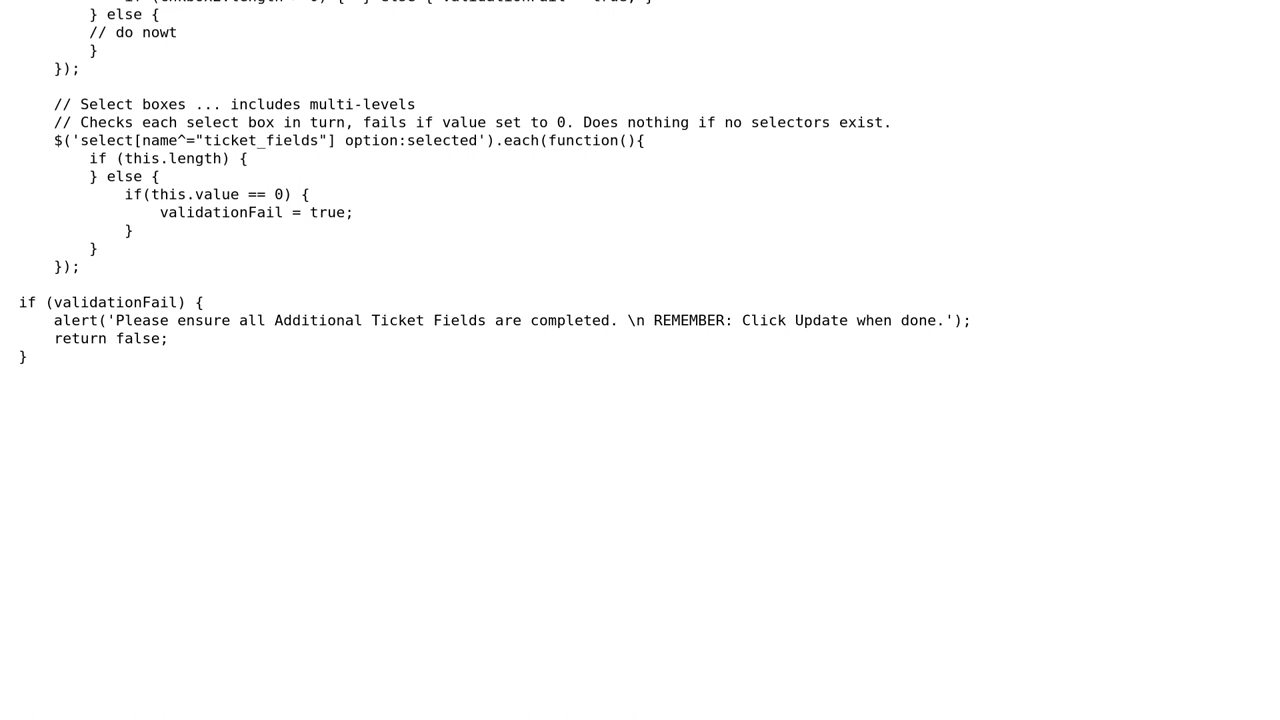 } else {
// do nowt
}
});
// Select boxes ... includes multi-levels
// Checks each select box in turn, fails if value set to 0. Does nothing if no selectors exist.
$('select[name^="ticket_fields"] option:selected').each(function(){
if (this.length) {
} else {
if(this.value == 0) {
validationFail = true;
}
}
});
if (validationFail) {
alert('Please ensure all Additional Ticket Fields are completed. \n REMEMBER: Click Update when done.');
return false;
}